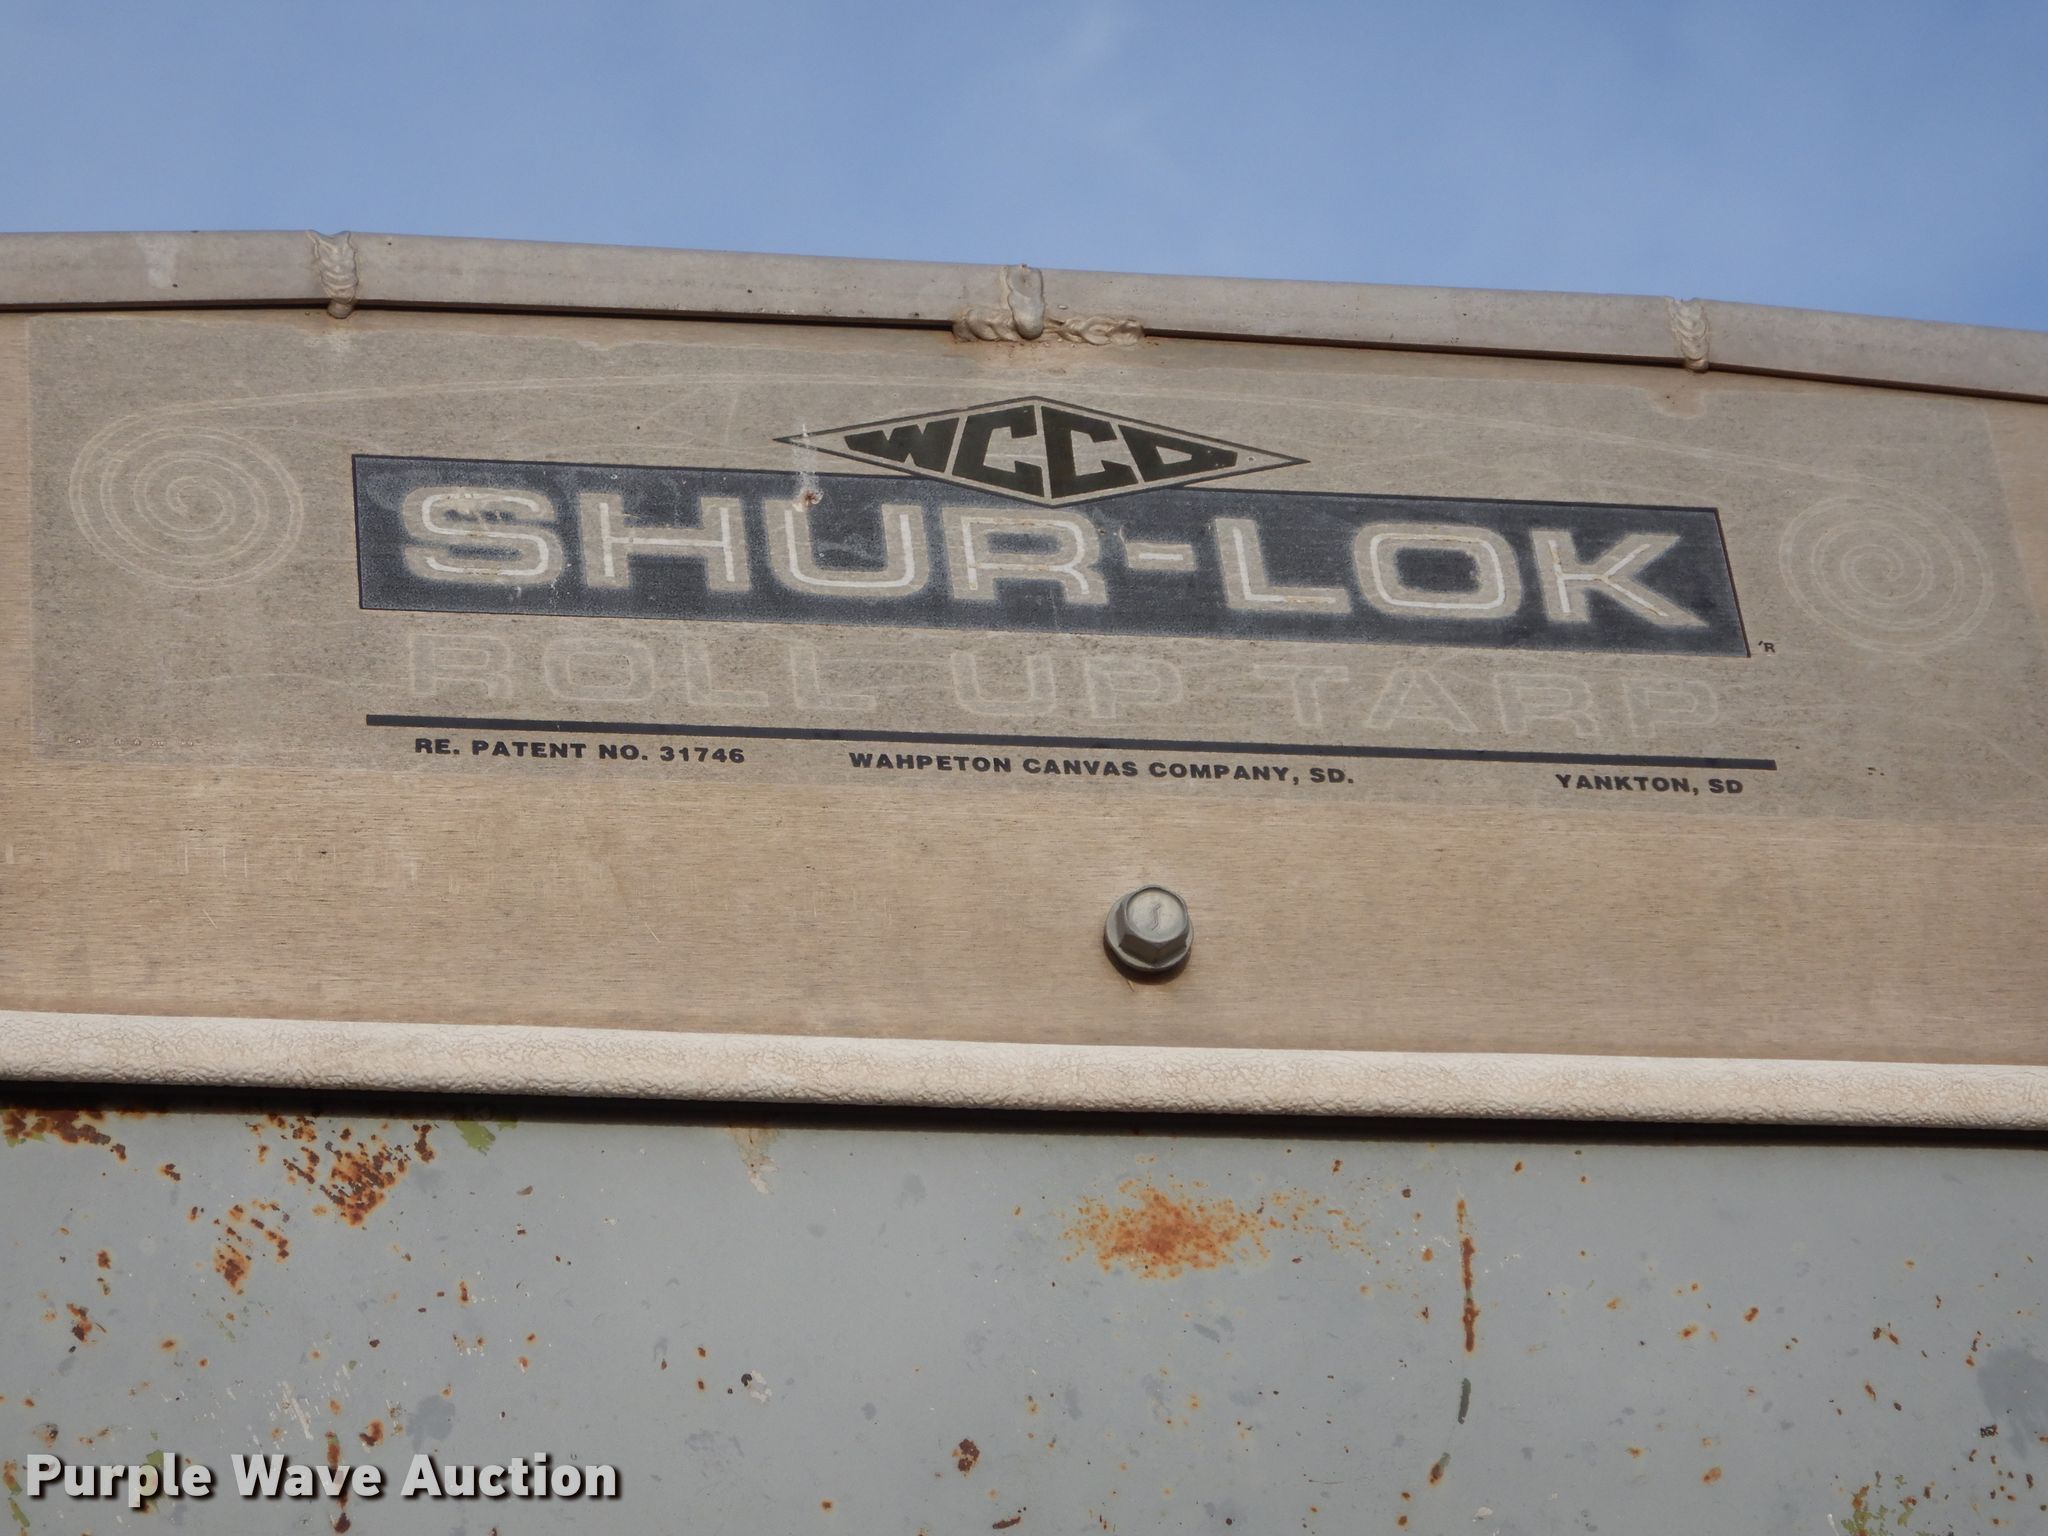 WCCO
SHUR-LOK
'R
ROLL UP TARP
RE. PATENT NO. 31746 WAHPETON CANVAS COMPANY, SD. YANKTON, SD
Purple Wave Auction